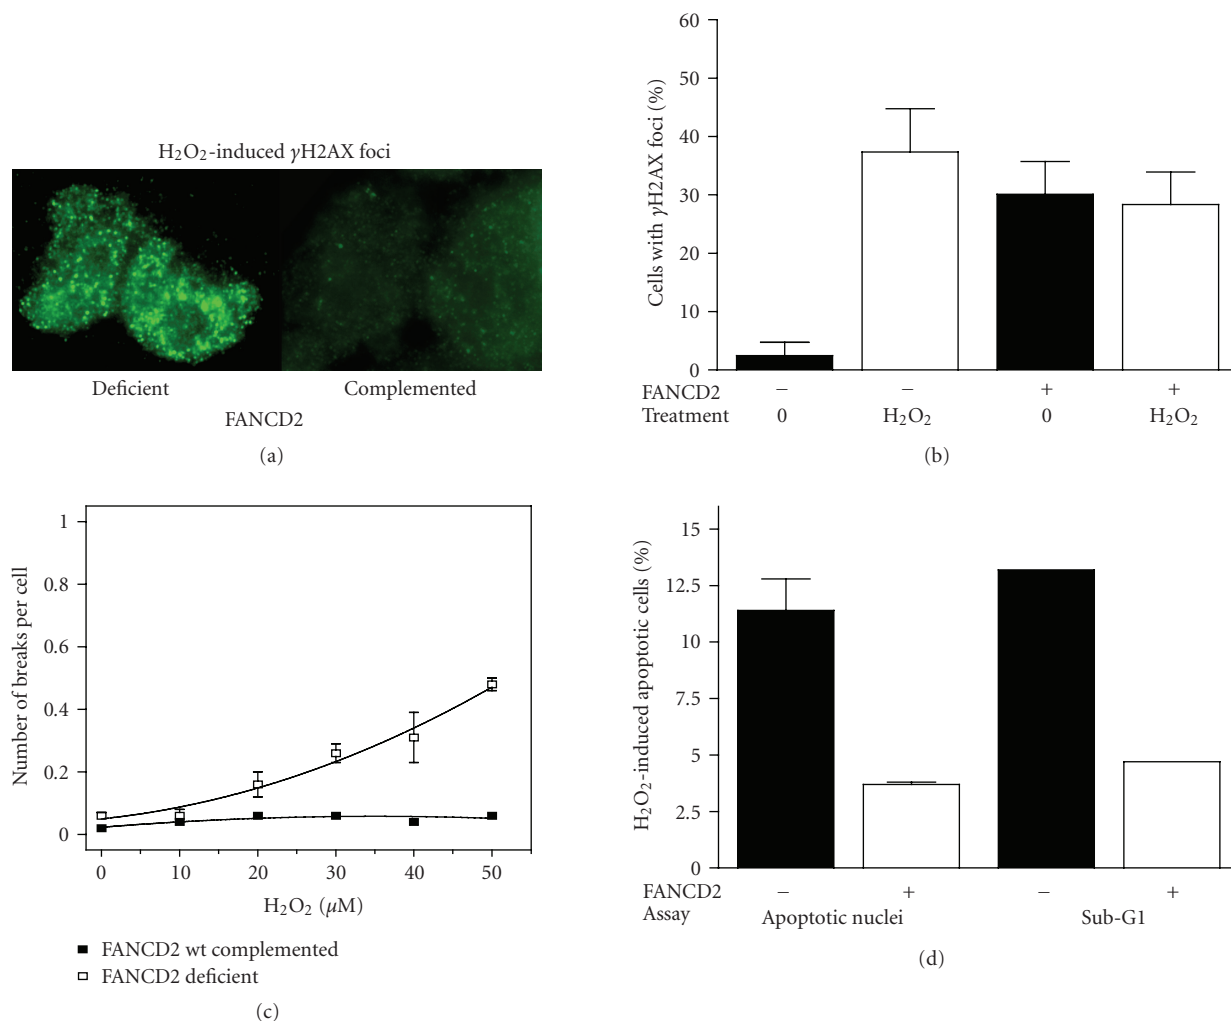 H₂O₂-induced γH2AX foci
Deficient
Complemented
FANCD2
(a)
Cells with γH2AX foci (%)
60
50
40
30
20
10
0
FANCD2 − − + +
Treatment 0 H₂O₂ 0 H₂O₂
(b)
Number of breaks per cell
1
0.8
0.6
0.4
0.2
0
0 10 20 30 40 50
H₂O₂ (μM)
FANCD2 wt complemented
FANCD2 deficient
(c)
H₂O₂-induced apoptotic cells (%)
15
12.5
10
7.5
5
2.5
0
FANCD2 − + − +
Assay Apoptotic nuclei Sub-G1
(d)